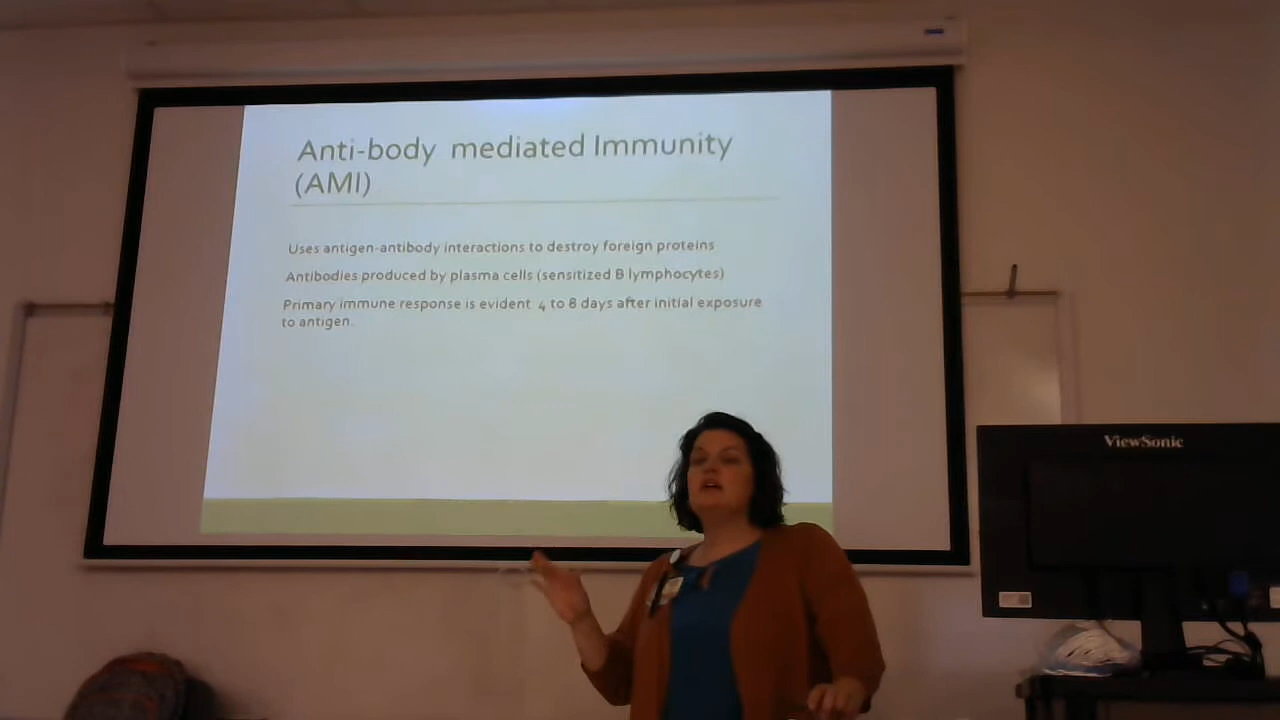 Anti-body mediated Immunity
(AMI)
Uses antigen-antibody interactions to destroy foreign proteins
Antibodies produced by plasma cells (sensitized B lymphocytes)
Primary immune response is evident 4 to 8 days after initial exposure
to antigen.
ViewSonic